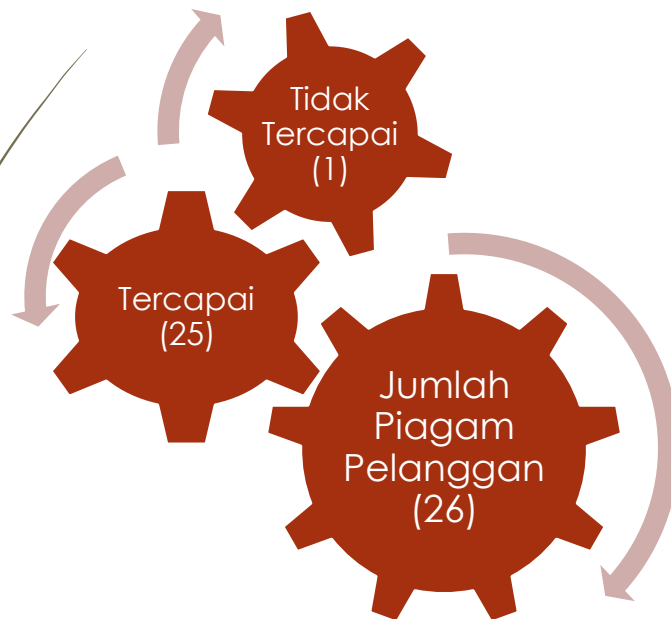 Tidak
Tercapai
(1)
Tercapai
(25)
Jumlah
Piagam
Pelanggan
(26)